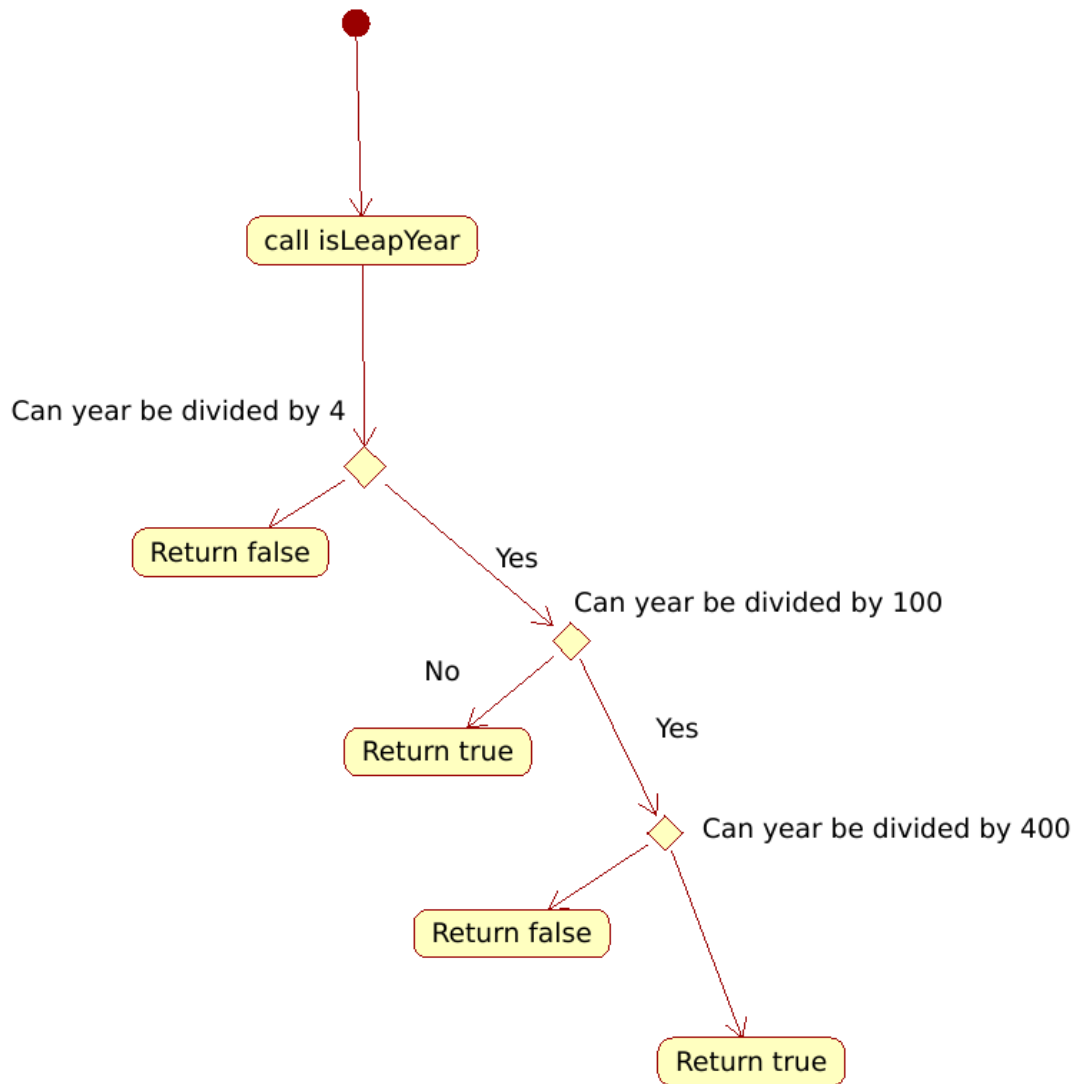 call isLeapYear
Can year be divided by 4
Return false
Yes
Can year be divided by 100
No
Return true
Yes
Can year be divided by 400
Return false
Return true